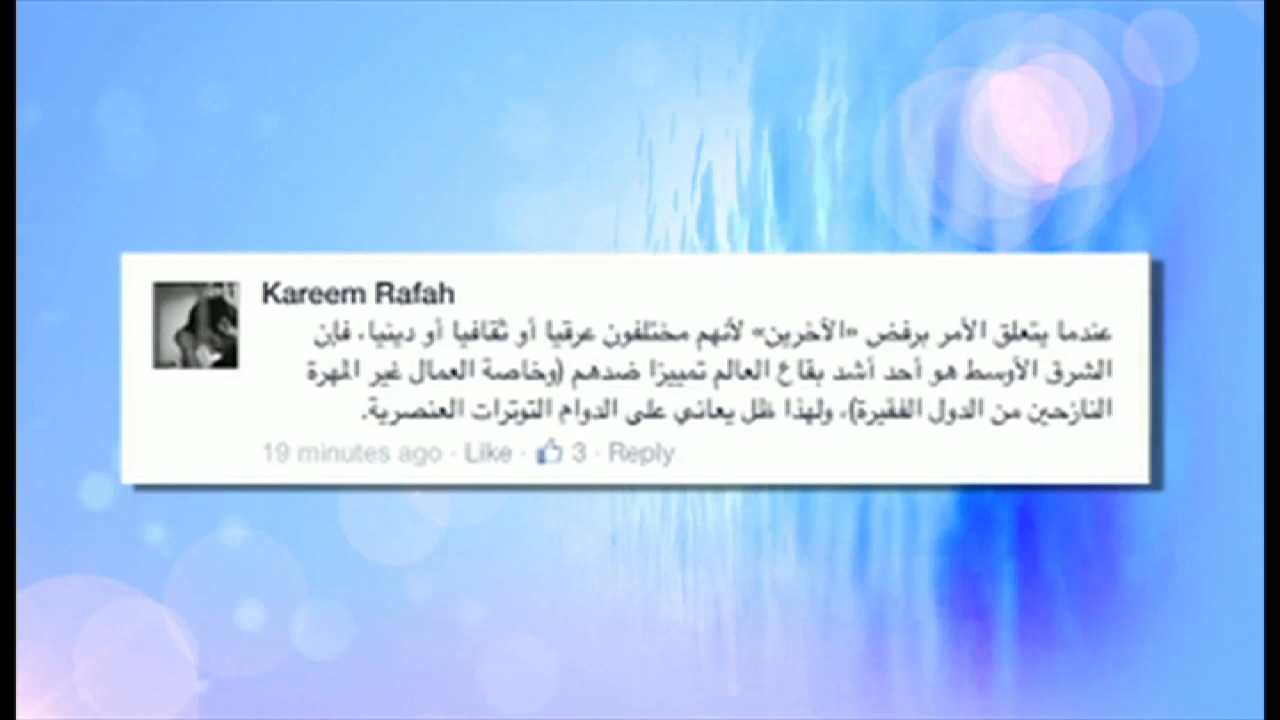 Kareem Rafah
عندما يتعلق الأمر برفض «الآخرين» لأنهم مختلفون عرقيا أو ثقافيا أو دينيا، فإن
الشرق الأوسط هو أحد أشد بقاع العالم تمييزا ضدهم (وخاصة العمال غير المهرة
النازحين من الدول الفقيرة)، ولهذا ظل يعاني على الدوام التوترات العنصرية.
19 minutes ago · Like · 3 · Reply